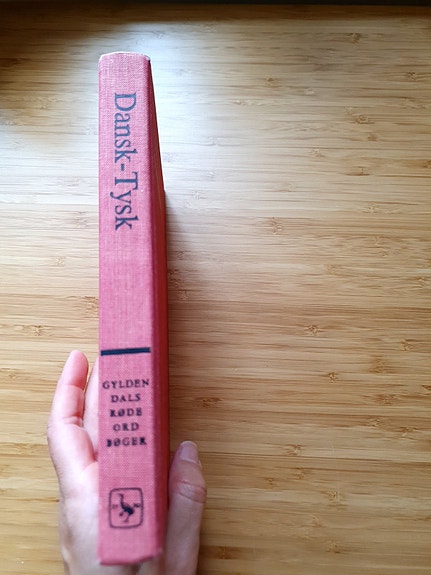 Dansk-Tysk
GYLDEN
DALS
RØDE
ORD
BØGER